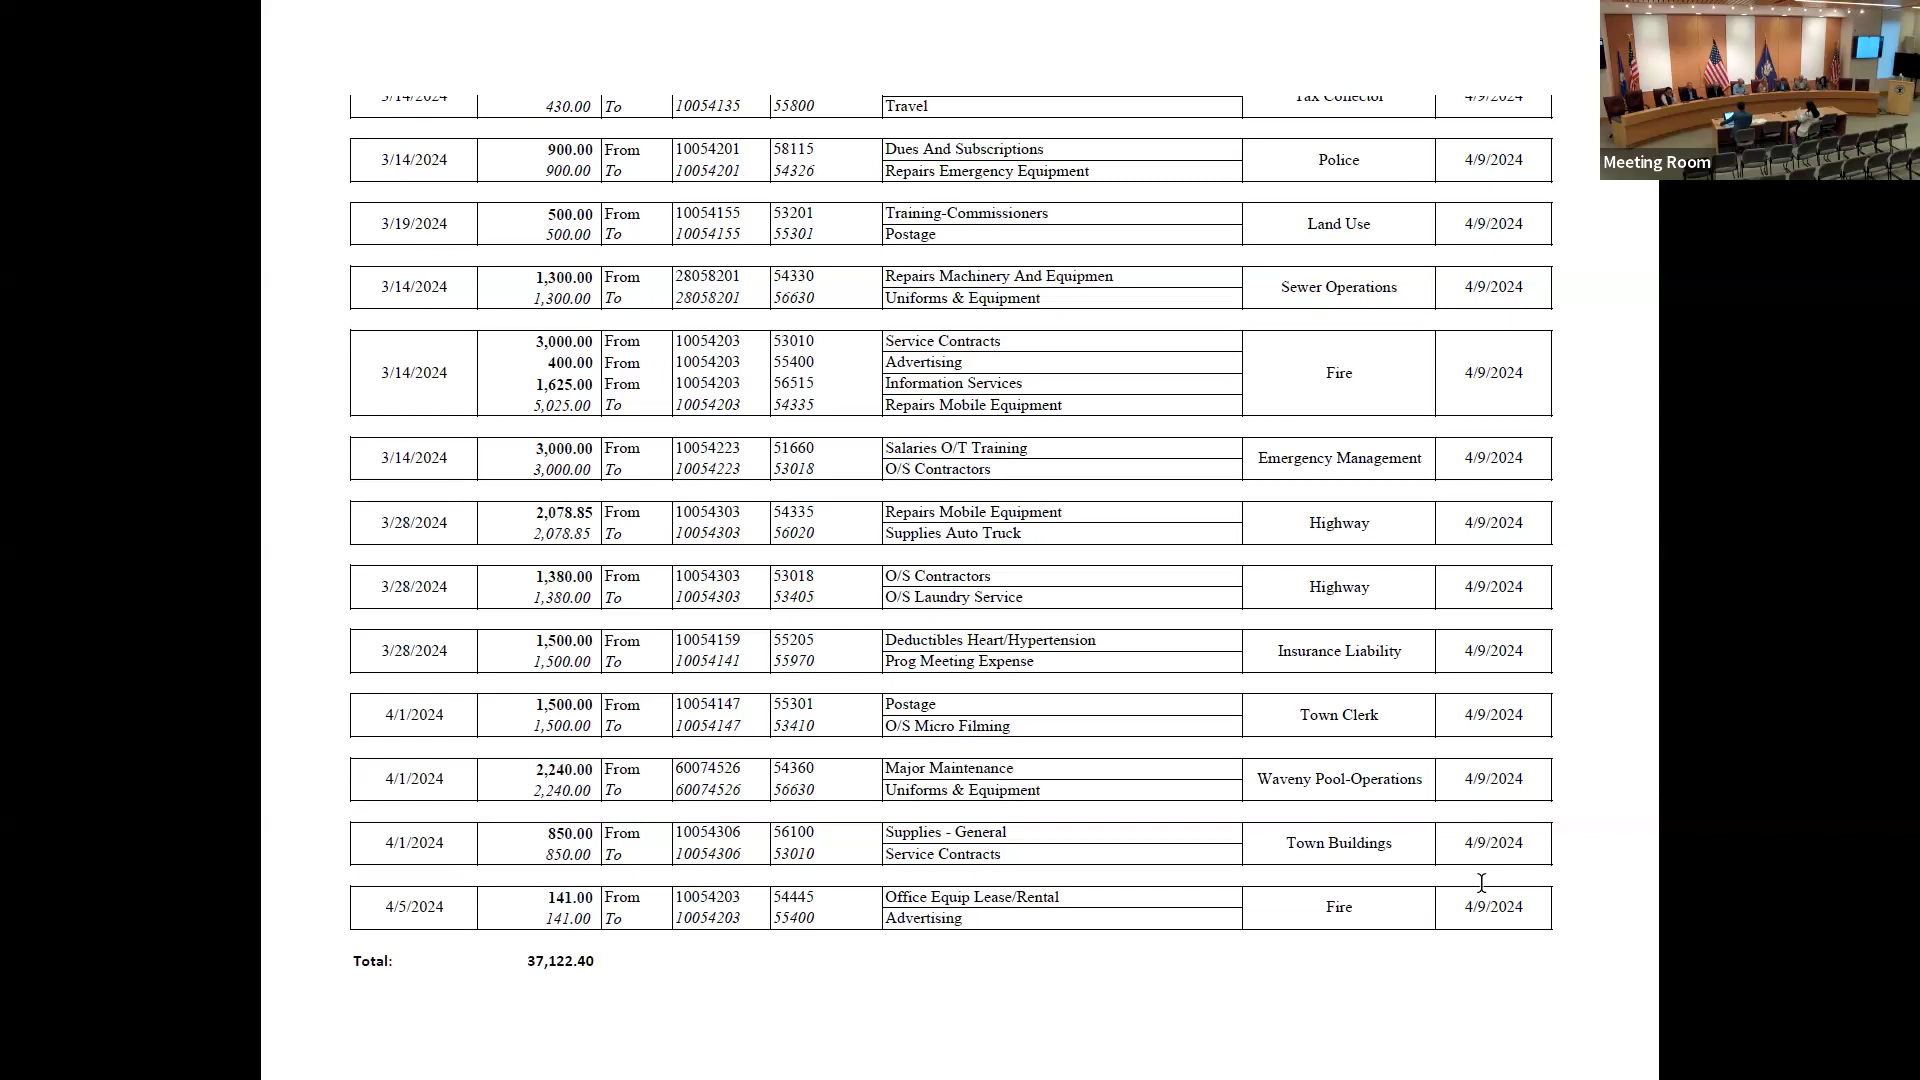 3/14/2024 430.00 To 10054135 55800 Travel Tax Collector 4/9/2024
3/14/2024 900.00 From 10054201 58115 Dues And Subscriptions Police 4/9/2024
900.00 To 10054201 54326 Repairs Emergency Equipment
3/19/2024 500.00 From 10054155 53201 Training-Commissioners Land Use 4/9/2024
500.00 To 10054155 55301 Postage
3/14/2024 1,300.00 From 28058201 54330 Repairs Machinery And Equipmen Sewer Operations 4/9/2024
1,300.00 To 28058201 56630 Uniforms & Equipment
3/14/2024 3,000.00 From 10054203 53010 Service Contracts Fire 4/9/2024
400.00 From 10054203 55400 Advertising
1,625.00 From 10054203 56515 Information Services
5,025.00 To 10054203 54335 Repairs Mobile Equipment
3/14/2024 3,000.00 From 10054223 51660 Salaries O/T Training Emergency Management 4/9/2024
3,000.00 To 10054223 53018 O/S Contractors
3/28/2024 2,078.85 From 10054303 54335 Repairs Mobile Equipment Highway 4/9/2024
2,078.85 To 10054303 56020 Supplies Auto Truck
3/28/2024 1,380.00 From 10054303 53018 O/S Contractors Highway 4/9/2024
1,380.00 To 10054303 53405 O/S Laundry Service
3/28/2024 1,500.00 From 10054159 55205 Deductibles Heart/Hypertension Insurance Liability 4/9/2024
1,500.00 To 10054141 55970 Prog Meeting Expense
4/1/2024 1,500.00 From 10054147 55301 Postage Town Clerk 4/9/2024
1,500.00 To 10054147 53410 O/S Micro Filming
4/1/2024 2,240.00 From 60074526 54360 Major Maintenance Waveny Pool-Operations 4/9/2024
2,240.00 To 60074526 56630 Uniforms & Equipment
4/1/2024 850.00 From 10054306 56100 Supplies - General Town Buildings 4/9/2024
850.00 To 10054306 53010 Service Contracts
4/5/2024 141.00 From 10054203 54445 Office Equip Lease/Rental Fire 4/9/2024
141.00 To 10054203 55400 Advertising
Total: 37,122.40
Meeting Room